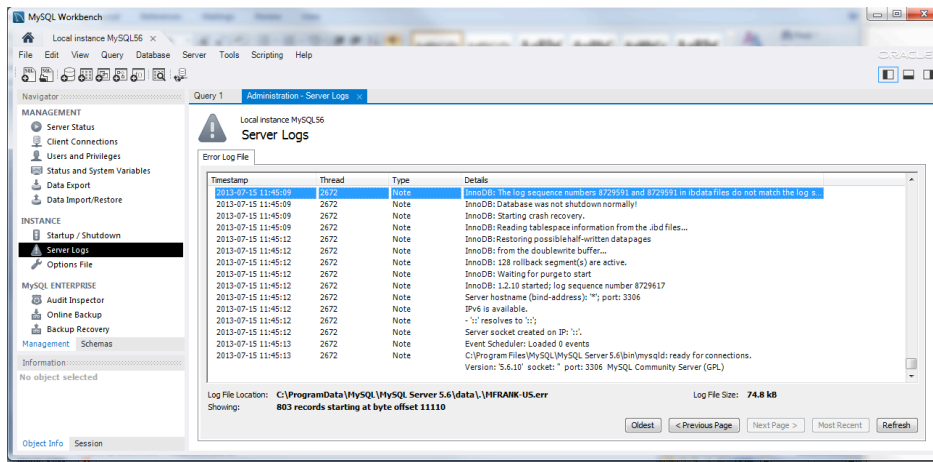 MySQL Workbench
Local instance MySQL56 ×
File Edit View Query Database Server Tools Scripting Help
ORACLE
Navigator
Query 1 Administration - Server Logs ×
MANAGEMENT
Server Status
Client Connections
Users and Privileges
Status and System Variables
Data Export
Data Import/Restore
INSTANCE
Startup / Shutdown
Server Logs
Options File
MySQL ENTERPRISE
Audit Inspector
Online Backup
Backup Recovery
Management Schemas
Information
No object selected
Object Info Session
Local instance MySQL56
Server Logs
Error Log File
Timestamp Thread Type Details
2013-07-15 11:45:09 2672 Note InnoDB: The log sequence numbers 8729591 and 8729591 in ibdata files do not match the log s...
2013-07-15 11:45:09 2672 Note InnoDB: Database was not shutdown normally!
2013-07-15 11:45:09 2672 Note InnoDB: Starting crash recovery.
2013-07-15 11:45:09 2672 Note InnoDB: Reading tablespace information from the .ibd files...
2013-07-15 11:45:12 2672 Note InnoDB: Restoring possible half-written data pages
2013-07-15 11:45:12 2672 Note InnoDB: from the doublewrite buffer...
2013-07-15 11:45:12 2672 Note InnoDB: 128 rollback segment(s) are active.
2013-07-15 11:45:12 2672 Note InnoDB: Waiting for purge to start
2013-07-15 11:45:12 2672 Note InnoDB: 1.2.10 started; log sequence number 8729617
2013-07-15 11:45:12 2672 Note Server hostname (bind-address): '*'; port: 3306
2013-07-15 11:45:12 2672 Note IPv6 is available.
2013-07-15 11:45:12 2672 Note - '::' resolves to '::';
2013-07-15 11:45:12 2672 Note Server socket created on IP: '::'.
2013-07-15 11:45:13 2672 Note Event Scheduler: Loaded 0 events
2013-07-15 11:45:13 2672 Note C:\Program Files\MySQL\MySQL Server 5.6\bin\mysqld: ready for connections.
Version: '5.6.10' socket: '' port: 3306 MySQL Community Server (GPL)
Log File Location: C:\ProgramData\MySQL\MySQL Server 5.6\data\.\MFRANK-US.err Log File Size: 74.8 kB
Showing: 803 records starting at byte offset 11110
Oldest < Previous Page Next Page > Most Recent Refresh